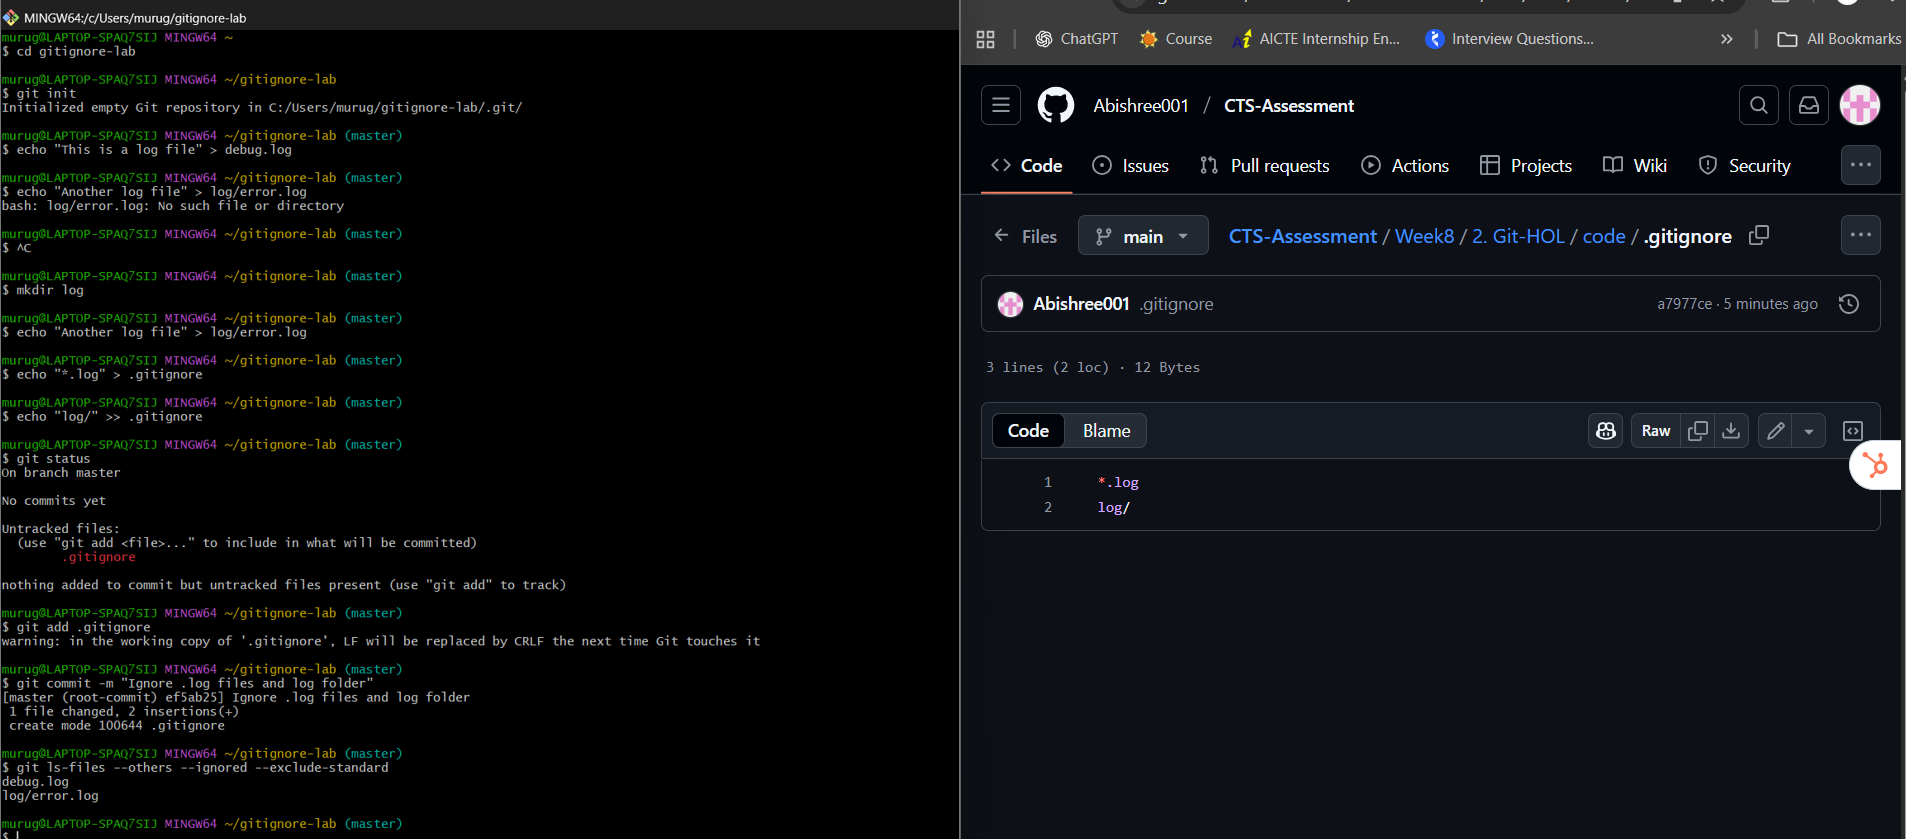 MINGW64:/c/Users/murug/gitignore-lab
murug@LAPTOP-SPAQ7SIJ MINGW64 ~
$ cd gitignore-lab
murug@LAPTOP-SPAQ7SIJ MINGW64 ~/gitignore-lab
$ git init
Initialized empty Git repository in C:/Users/murug/gitignore-lab/.git/
murug@LAPTOP-SPAQ7SIJ MINGW64 ~/gitignore-lab (master)
$ echo "This is a log file" > debug.log
murug@LAPTOP-SPAQ7SIJ MINGW64 ~/gitignore-lab (master)
$ echo "Another log file" > log/error.log
bash: log/error.log: No such file or directory
murug@LAPTOP-SPAQ7SIJ MINGW64 ~/gitignore-lab (master)
$ ^C
murug@LAPTOP-SPAQ7SIJ MINGW64 ~/gitignore-lab (master)
$ mkdir log
murug@LAPTOP-SPAQ7SIJ MINGW64 ~/gitignore-lab (master)
$ echo "Another log file" > log/error.log
murug@LAPTOP-SPAQ7SIJ MINGW64 ~/gitignore-lab (master)
$ echo "*.log" > .gitignore
murug@LAPTOP-SPAQ7SIJ MINGW64 ~/gitignore-lab (master)
$ echo "log/" >> .gitignore
murug@LAPTOP-SPAQ7SIJ MINGW64 ~/gitignore-lab (master)
$ git status
On branch master
No commits yet
Untracked files:
(use "git add <file>..." to include in what will be committed)
.gitignore
nothing added to commit but untracked files present (use "git add" to track)
murug@LAPTOP-SPAQ7SIJ MINGW64 ~/gitignore-lab (master)
$ git add .gitignore
warning: in the working copy of '.gitignore', LF will be replaced by CRLF the next time Git touches it
murug@LAPTOP-SPAQ7SIJ MINGW64 ~/gitignore-lab (master)
$ git commit -m "Ignore .log files and log folder"
[master (root-commit) ef5ab25] Ignore .log files and log folder
1 file changed, 2 insertions(+)
create mode 100644 .gitignore
murug@LAPTOP-SPAQ7SIJ MINGW64 ~/gitignore-lab (master)
$ git ls-files --others --ignored --exclude-standard
debug.log
log/error.log
murug@LAPTOP-SPAQ7SIJ MINGW64 ~/gitignore-lab (master)
$
ChatGPT Course AICTE Internship En... Interview Questions... » All Bookmarks
Abishree001 / CTS-Assessment
Code Issues Pull requests Actions Projects Wiki Security
Files main CTS-Assessment / Week8 / 2. Git-HOL / code / .gitignore
Abishree001 .gitignore a7977ce · 5 minutes ago
3 lines (2 loc) · 12 Bytes
Code Blame Raw
1 *.log
2 log/